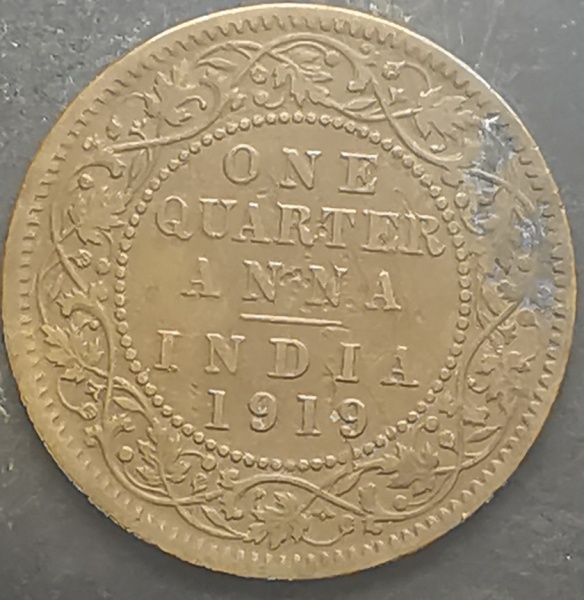 ONE
QUARTER
ANNA
INDIA
1919